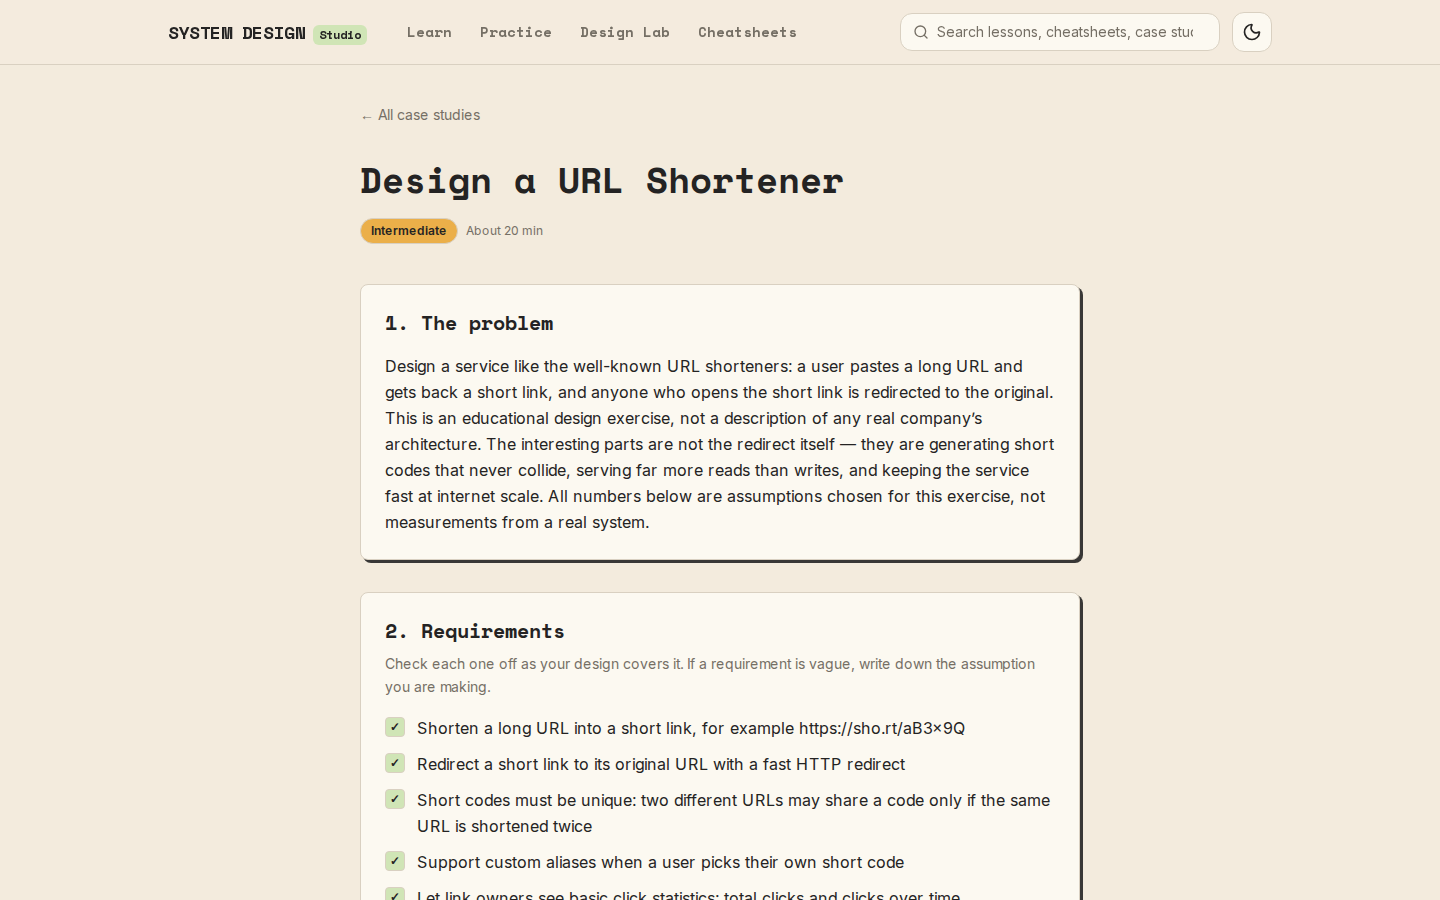 SYSTEM DESIGN Studio Learn Practice Design Lab Cheatsheets Search lessons, cheatsheets, case stu
← All case studies
Design a URL Shortener
Intermediate About 20 min
1. The problem
Design a service like the well-known URL shorteners: a user pastes a long URL and
gets back a short link, and anyone who opens the short link is redirected to the original.
This is an educational design exercise, not a description of any real company’s
architecture. The interesting parts are not the redirect itself — they are generating short
codes that never collide, serving far more reads than writes, and keeping the service
fast at internet scale. All numbers below are assumptions chosen for this exercise, not
measurements from a real system.
2. Requirements
Check each one off as your design covers it. If a requirement is vague, write down the assumption
you are making.
✓ Shorten a long URL into a short link, for example https://sho.rt/aB3×9Q
✓ Redirect a short link to its original URL with a fast HTTP redirect
✓ Short codes must be unique: two different URLs may share a code only if the same
URL is shortened twice
✓ Support custom aliases when a user picks their own short code
✓ Let link owners see basic click statistics: total clicks and clicks over time